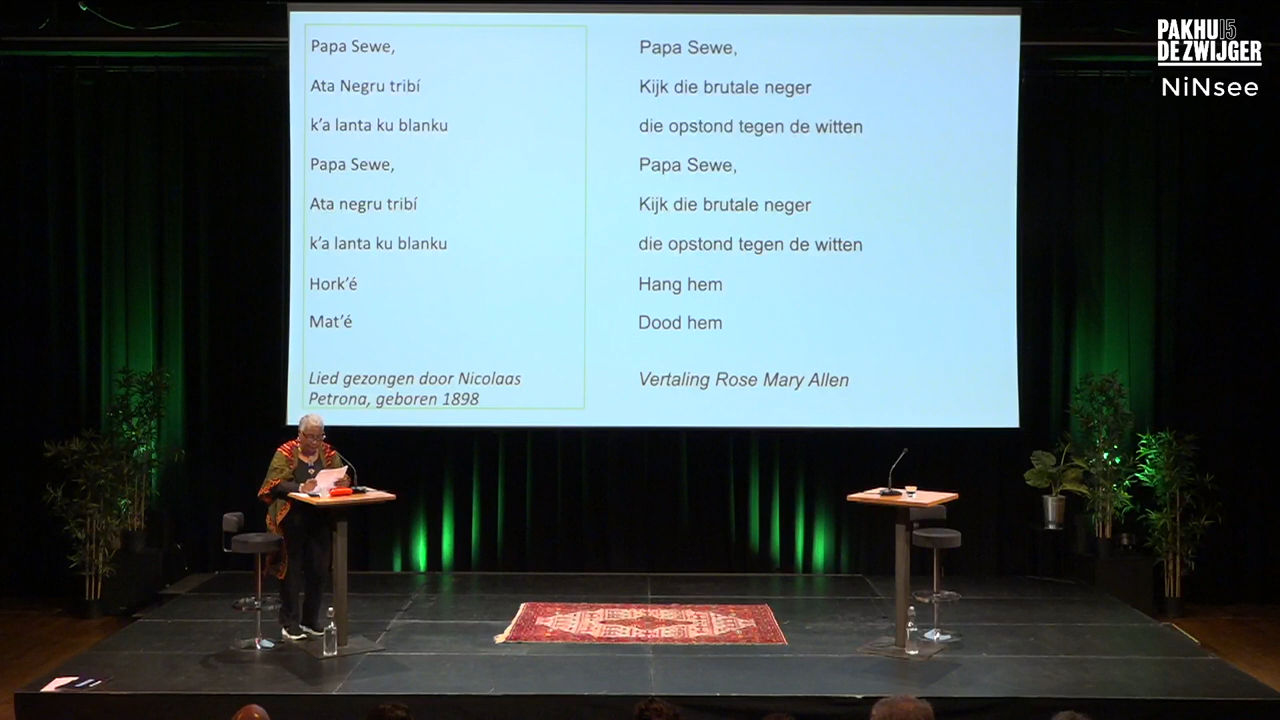 Papa Sewe,
Ata Negru tribí
k'a lanta ku blanku
Papa Sewe,
Ata negru tribí
k'a lanta ku blanku
Hork'é
Mat'é
Lied gezongen door Nicolaas
Petrona, geboren 1898
Papa Sewe,
Kijk die brutale neger
die opstond tegen de witten
Papa Sewe,
Kijk die brutale neger
die opstond tegen de witten
Hang hem
Dood hem
Vertaling Rose Mary Allen
PAKHU15
DE ZWIJGER
NiNsee